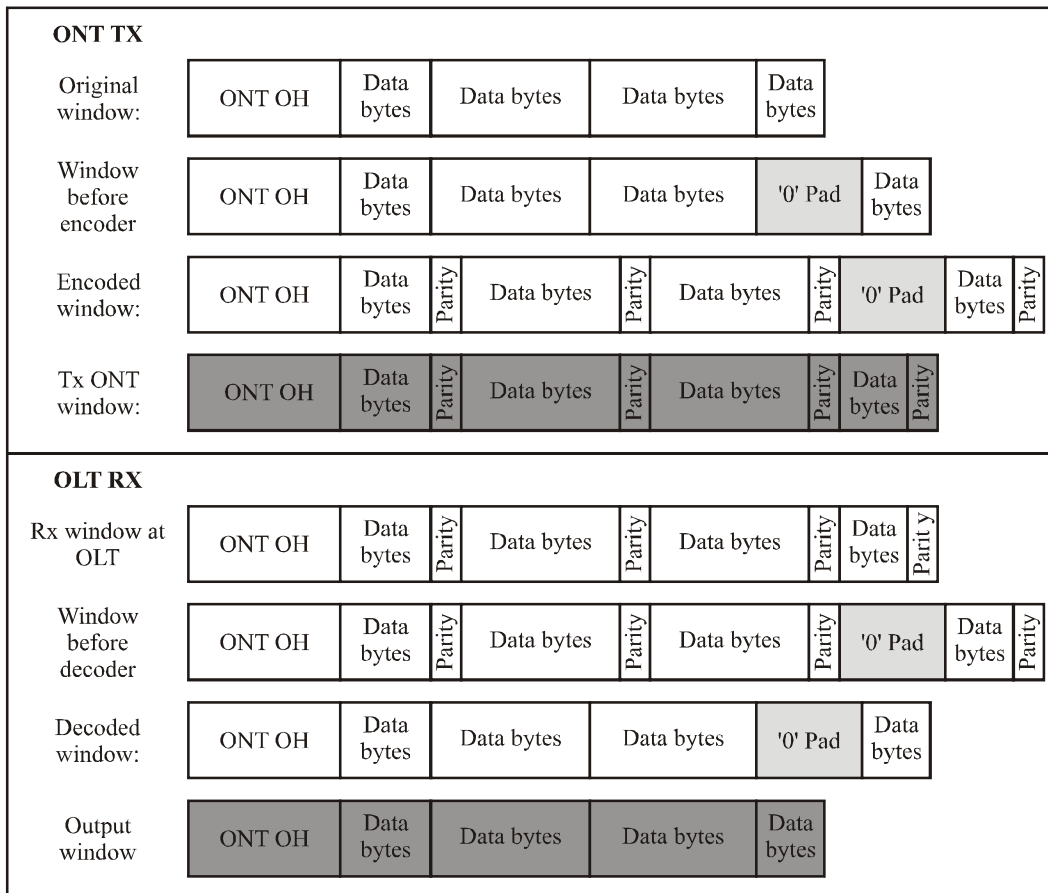 ONT TX
Original window:
ONT OH Data bytes Data bytes Data bytes Data bytes
Window before encoder
ONT OH Data bytes Data bytes Data bytes '0' Pad Data bytes
Encoded window:
ONT OH Data bytes Parity Data bytes Parity Data bytes Parity '0' Pad Data bytes Parity
Tx ONT window:
ONT OH Data bytes Parity Data bytes Parity Data bytes Parity Data bytes Parity
OLT RX
Rx window at OLT
ONT OH Data bytes Parity Data bytes Parity Data bytes Parity Data bytes Parit y
Window before decoder
ONT OH Data bytes Parity Data bytes Parity Data bytes Parity '0' Pad Data bytes Parity
Decoded window:
ONT OH Data bytes Data bytes Data bytes '0' Pad Data bytes
Output window
ONT OH Data bytes Data bytes Data bytes Data bytes